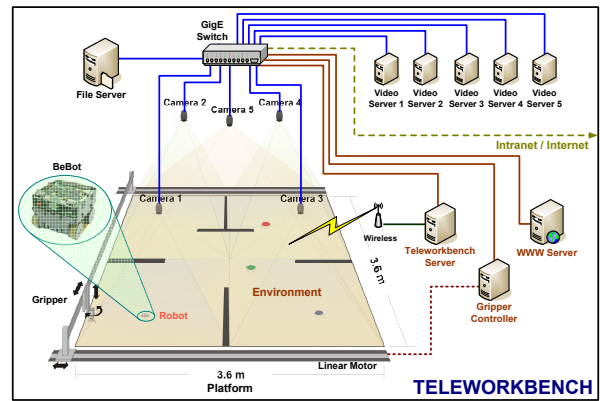 GigE
Switch
File Server
Camera 2
Camera 5
Camera 4
Video
Server 1
Video
Server 2
Video
Server 3
Video
Server 4
Video
Server 5
Intranet / Internet
BeBot
Camera 1
Camera 3
Wireless
Teleworkbench
Server
WWW Server
3.6 m
Gripper
Robot
Environment
Gripper
Controller
Linear Motor
3.6 m
Platform
TELEWORKBENCH